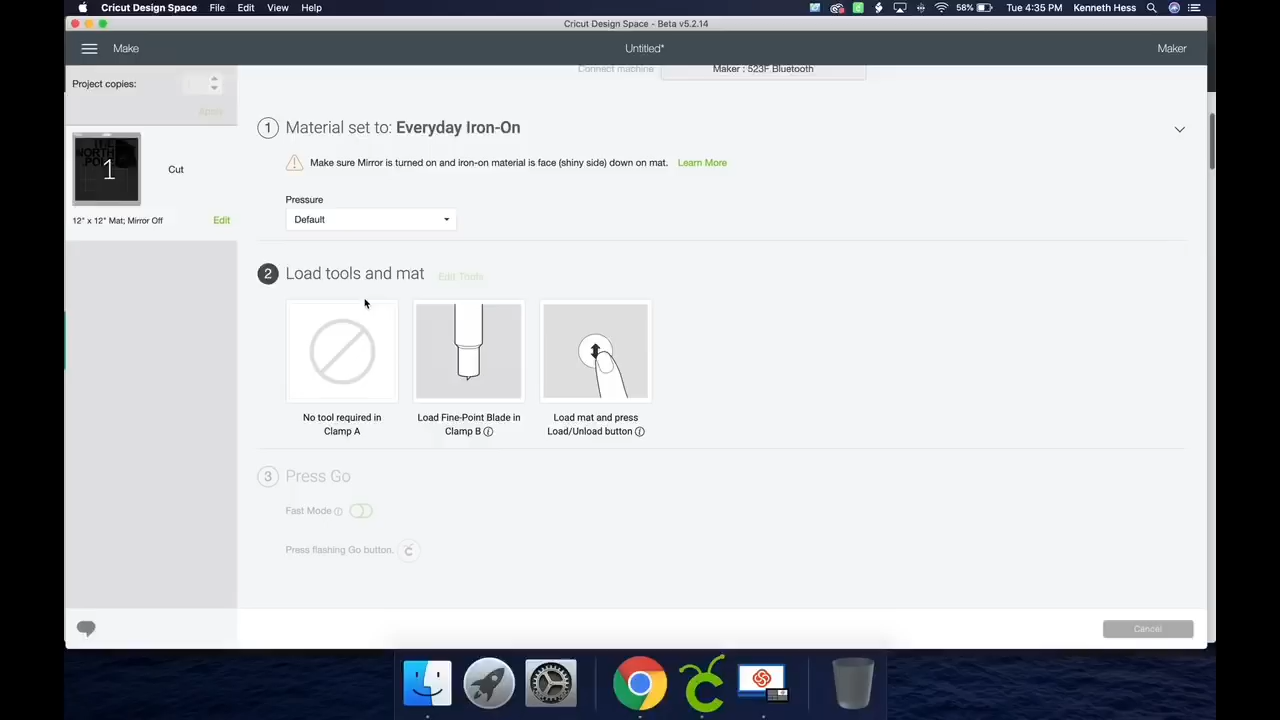 Cricut Design Space File Edit View Help 58% Tue 4:35 PM Kenneth Hess
Cricut Design Space - Beta v5.2.14
Make Untitled* Maker
Project copies:
Apply
1
Cut
12" x 12" Mat; Mirror Off Edit
Connect machine Maker : 523F Bluetooth
1 Material set to: Everyday Iron-On
Make sure Mirror is turned on and iron-on material is face (shiny side) down on mat. Learn More
Pressure
Default
2 Load tools and mat Edit Tools
No tool required in
Clamp A
Load Fine-Point Blade in
Clamp B
Load mat and press
Load/Unload button
3 Press Go
Fast Mode
Press flashing Go button.
Cancel